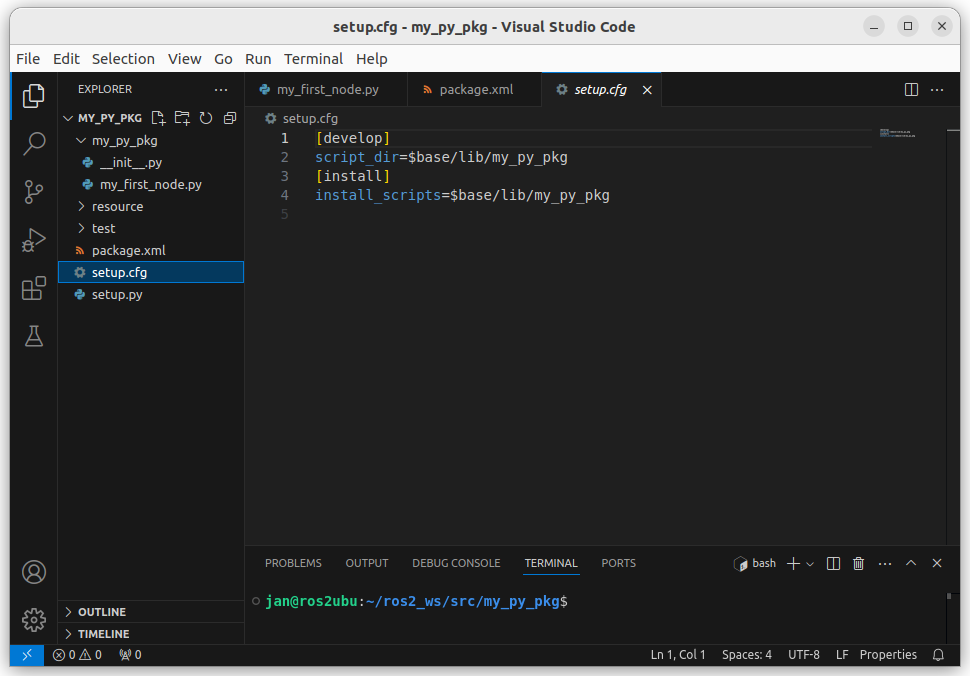 setup.cfg - my_py_pkg - Visual Studio Code
File Edit Selection View Go Run Terminal Help
EXPLORER
MY_PY_PKG
my_py_pkg
__init__.py
my_first_node.py
resource
test
package.xml
setup.cfg
setup.py
OUTLINE
TIMELINE
my_first_node.py package.xml setup.cfg
setup.cfg
1 [develop]
2 script_dir=$base/lib/my_py_pkg
3 [install]
4 install_scripts=$base/lib/my_py_pkg
5
PROBLEMS OUTPUT DEBUG CONSOLE TERMINAL PORTS bash
jan@ros2ubu:~/ros2_ws/src/my_py_pkg$
0 0 0 Ln 1, Col 1 Spaces: 4 UTF-8 LF Properties